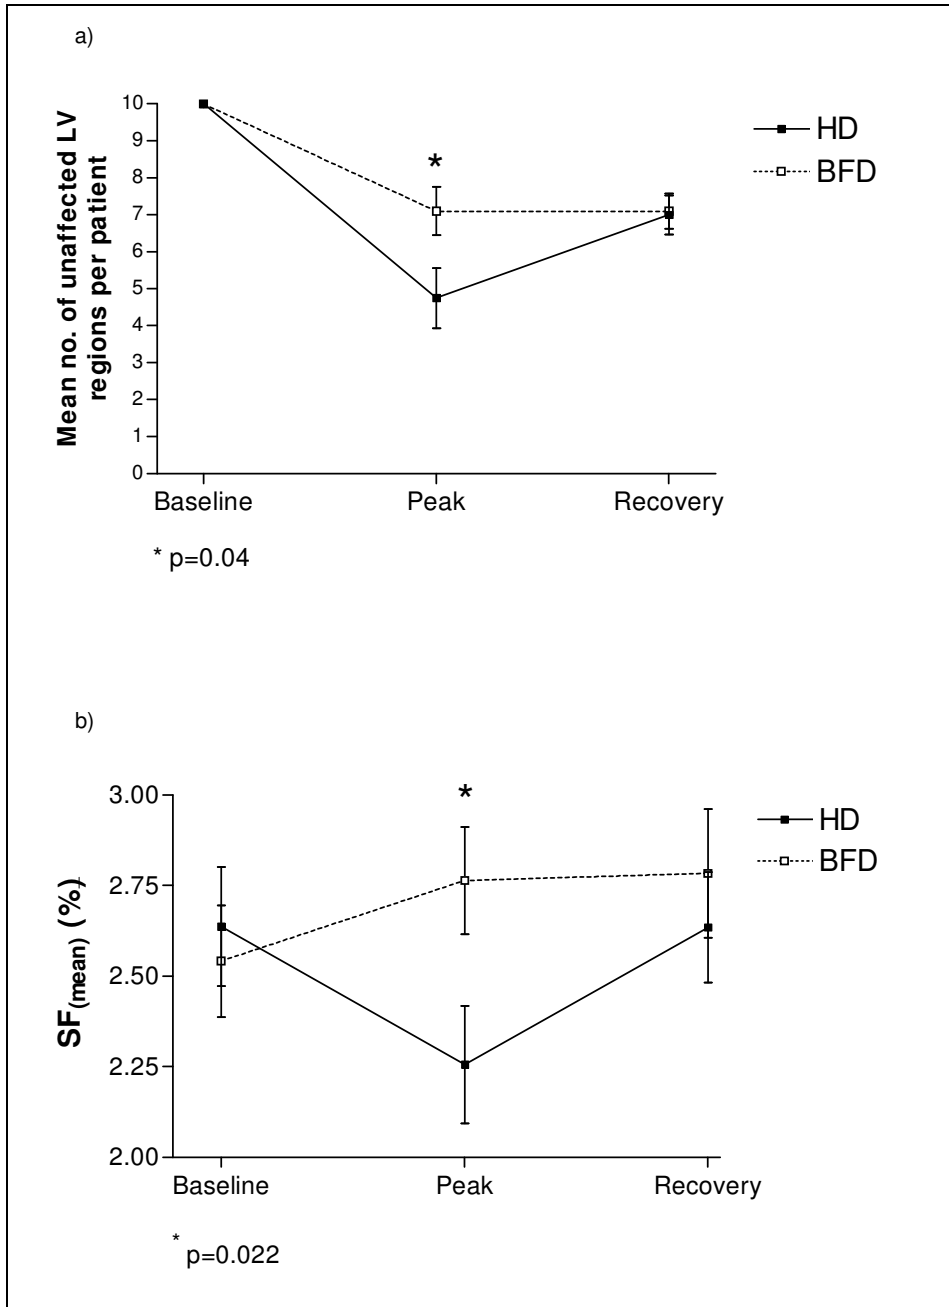 a)
Mean no. of unaffected LV
regions per patient
10
9
8
7
6
5
4
3
2
1
0
*
HD
BFD
Baseline Peak Recovery
* p=0.04
b)
SF(mean) (%)
3.00
2.75
2.50
2.25
2.00
*
HD
BFD
Baseline Peak Recovery
* p=0.022